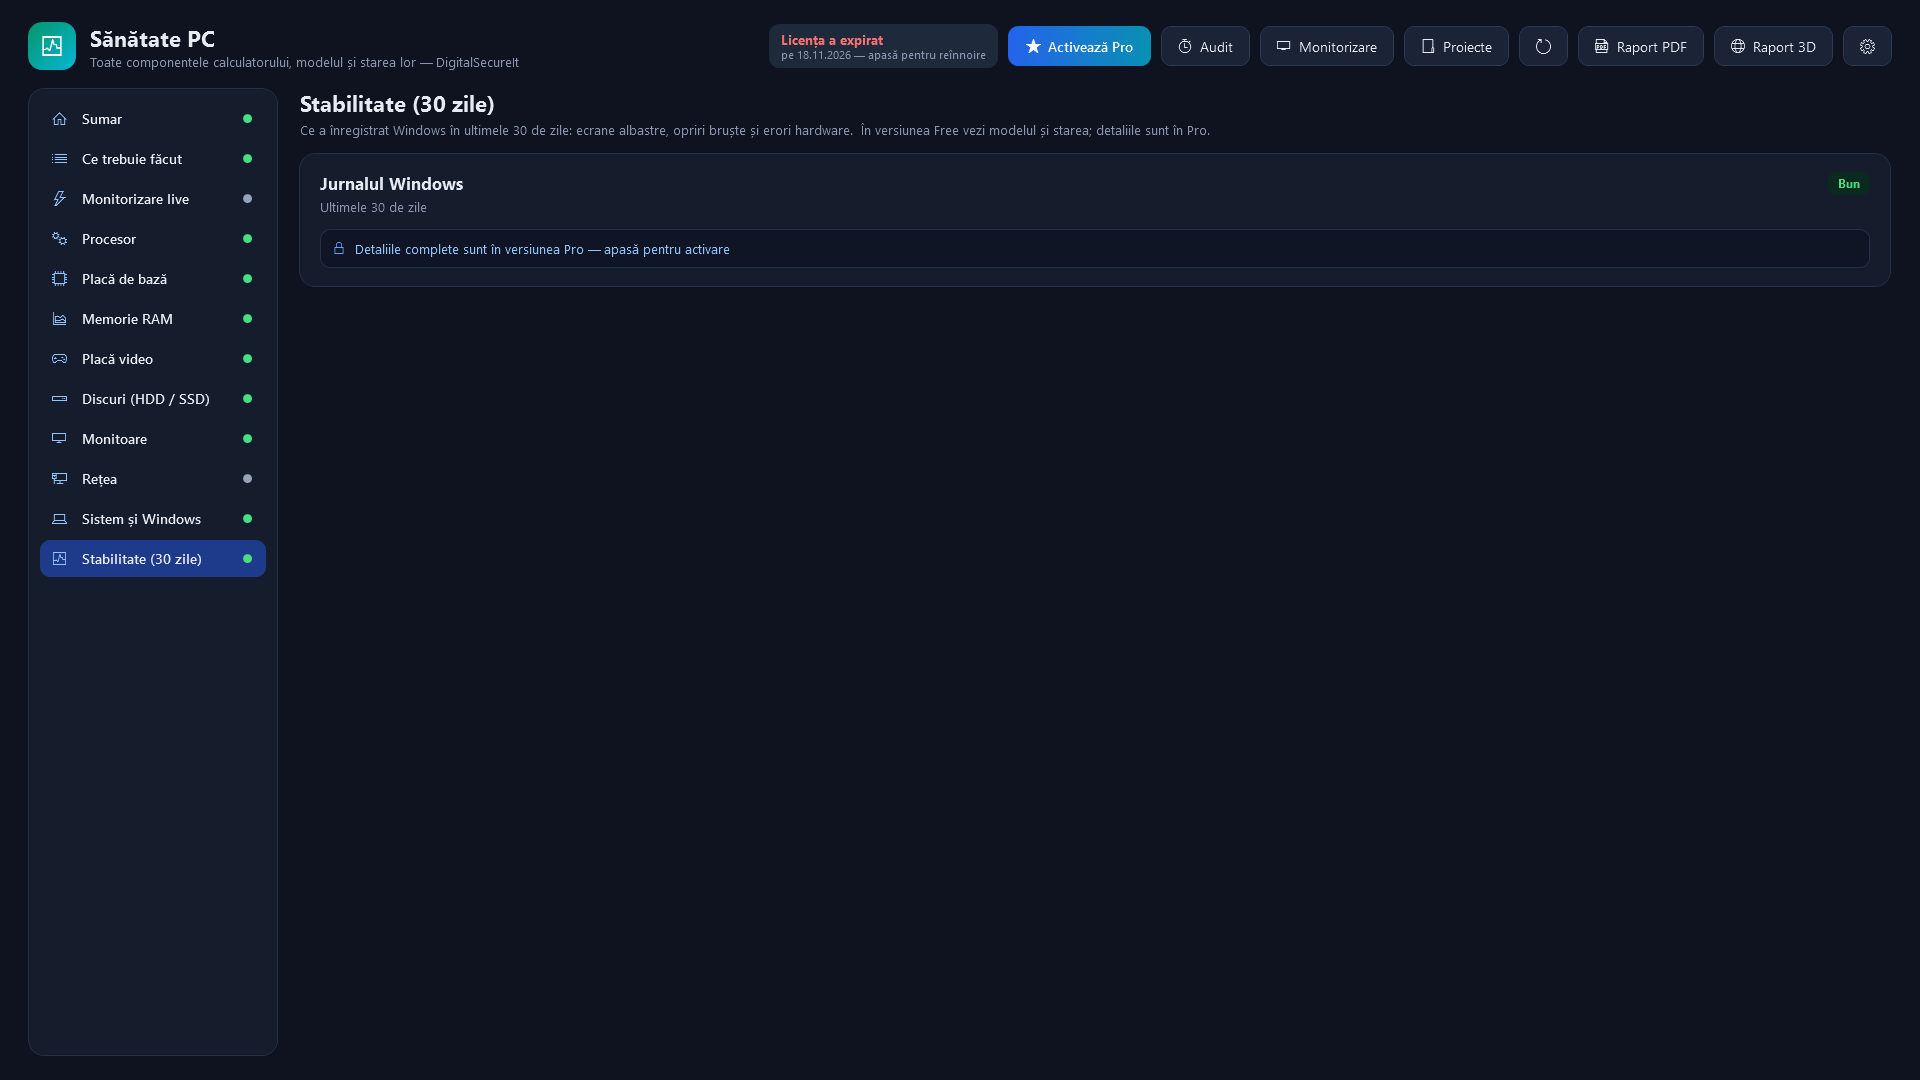 Sănătate PC
Toate componentele calculatorului, modelul și starea lor — DigitalSecureIt
Licența a expirat
pe 18.11.2026 — apasă pentru reînnoire
Activează Pro
Audit
Monitorizare
Proiecte
Raport PDF
Raport 3D
Sumar
Ce trebuie făcut
Monitorizare live
Procesor
Placă de bază
Memorie RAM
Placă video
Discuri (HDD / SSD)
Monitoare
Rețea
Sistem și Windows
Stabilitate (30 zile)
Stabilitate (30 zile)
Ce a înregistrat Windows în ultimele 30 de zile: ecrane albastre, opriri bruște și erori hardware.  În versiunea Free vezi modelul și starea; detaliile sunt în Pro.
Jurnalul Windows
Bun
Ultimele 30 de zile
Detaliile complete sunt în versiunea Pro — apasă pentru activare